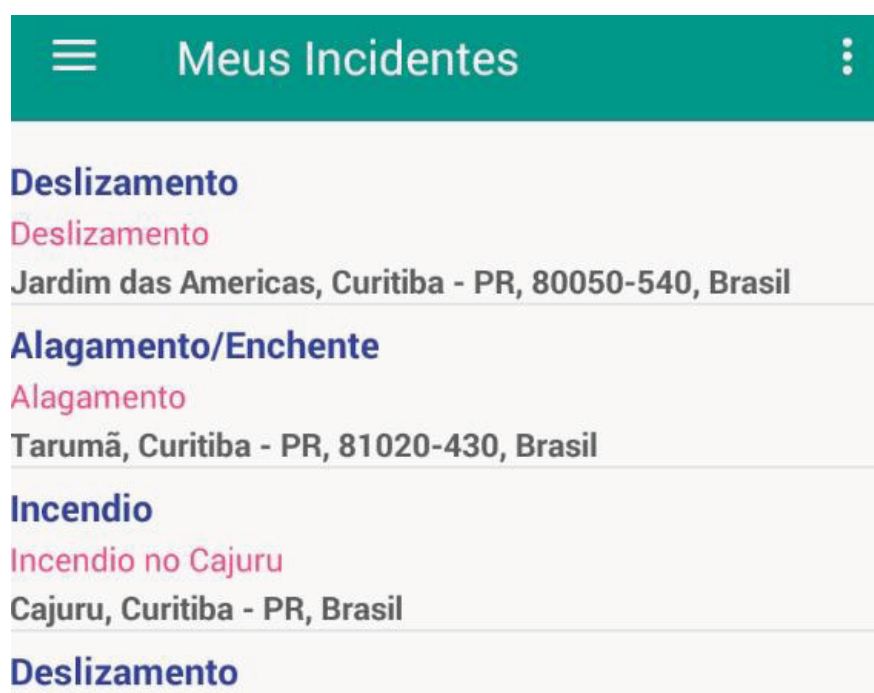 Meus Incidentes
Deslizamento
Deslizamento
Jardim das Americas, Curitiba - PR, 80050-540, Brasil
Alagamento/Enchente
Alagamento
Tarumã, Curitiba - PR, 81020-430, Brasil
Incendio
Incendio no Cajuru
Cajuru, Curitiba - PR, Brasil
Deslizamento